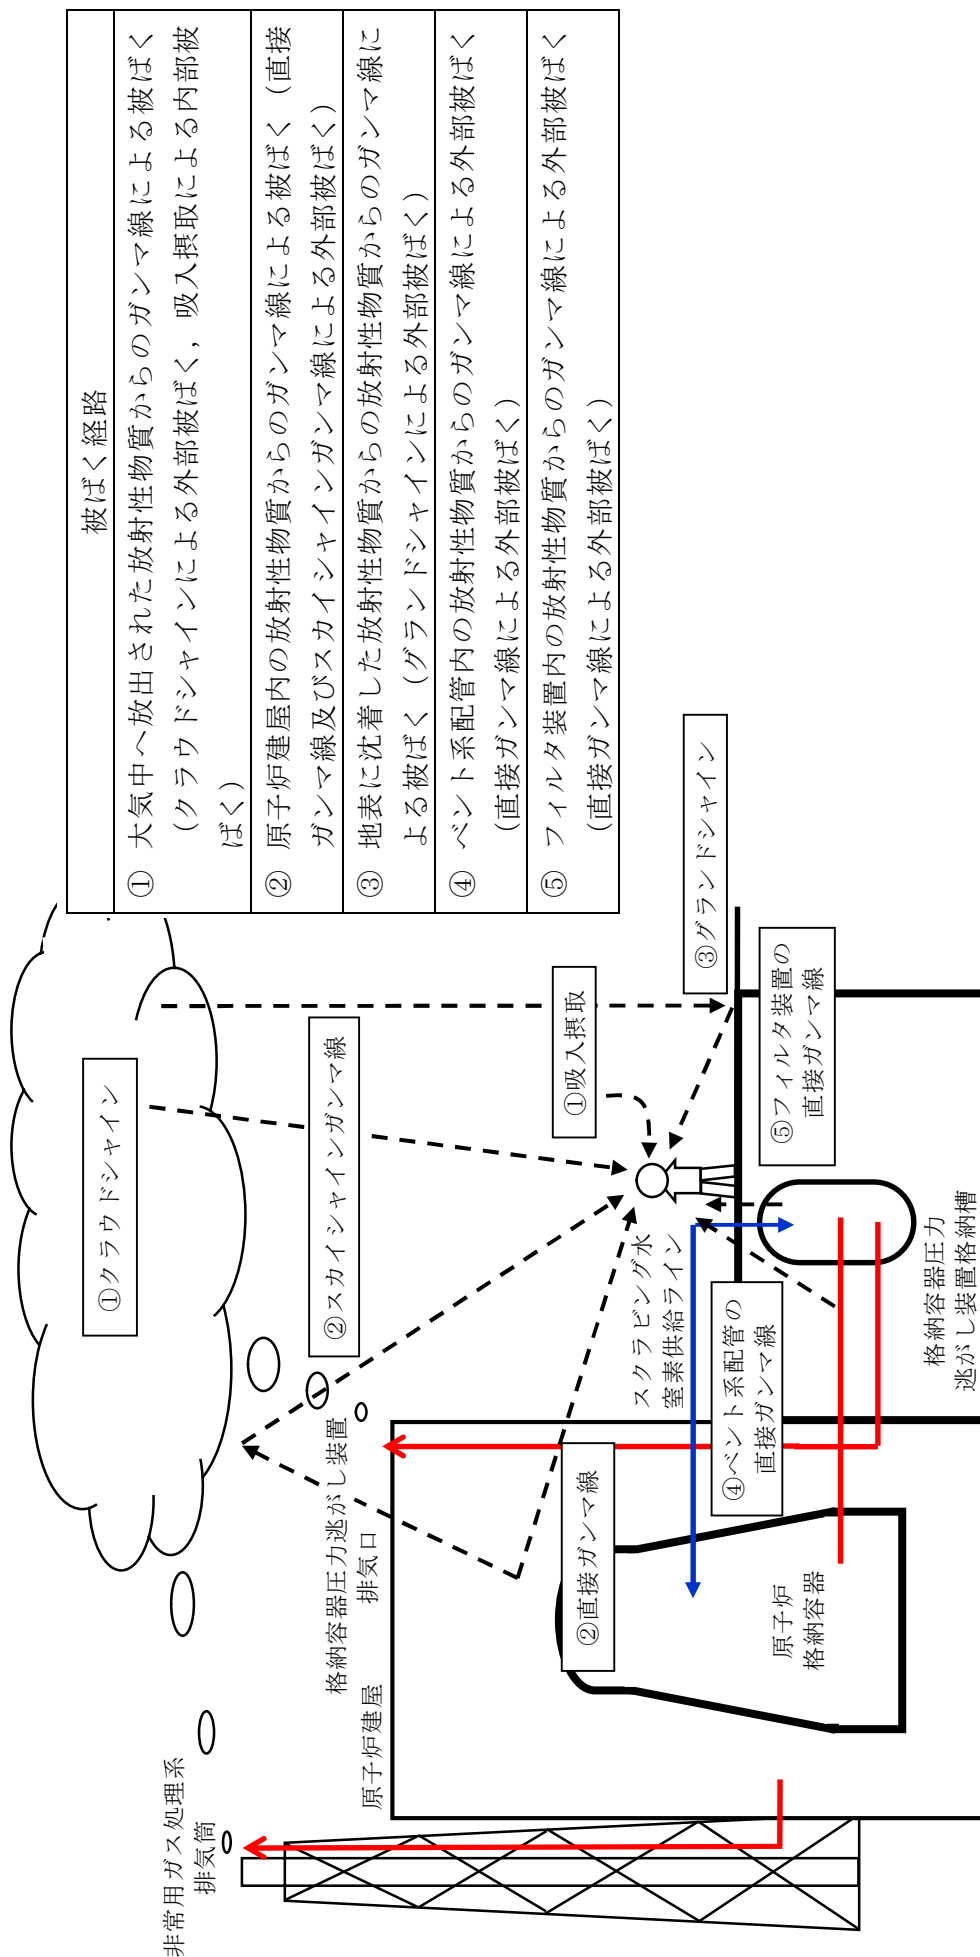 被ばく経路
① 大気中へ放出された放射性物質からのガンマ線による被ばく
（クラウドシャインによる外部被ばく，吸入摂取による内部被
ばく）
② 原子炉建屋内の放射性物質からのガンマ線による被ばく（直接
ガンマ線及びスカイシャインガンマ線による外部被ばく）
③ 地表に沈着した放射性物質からの放射性物質からのガンマ線に
よる被ばく（グランドシャインによる外部被ばく）
④ ベント系配管内の放射性物質からのガンマ線による外部被ばく
（直接ガンマ線による外部被ばく）
⑤ フィルタ装置内の放射性物質からのガンマ線による外部被ばく
（直接ガンマ線による外部被ばく）
①クラウドシャイン
②スカイシャインガンマ線
①吸入摂取
③グランドシャイン
⑤フィルタ装置の
直接ガンマ線
非常用ガス処理系
排気筒
格納容器圧力逃がし装置
排気口
原子炉建屋
②直接ガンマ線
スクラビング水
窒素供給ライン
④ベント系配管の
直接ガンマ線
原子炉
格納容器
格納容器圧力
逃がし装置格納槽